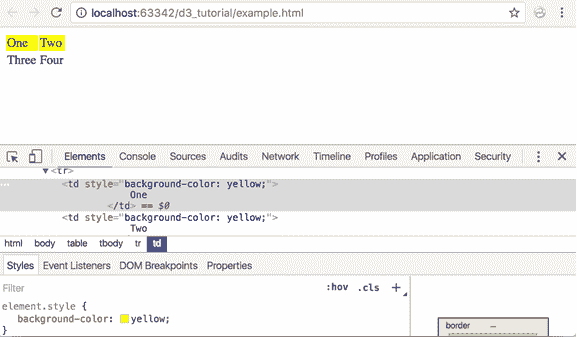 localhost:63342/d3_tutorial/example.html
One Two
Three Four
Elements Console Sources Audits Network Timeline Profiles Application Security
▼<tr>
<td style="background-color: yellow;">
One
</td> == $0
<td style="background-color: yellow;">
Two
html body table tbody tr td
Styles Event Listeners DOM Breakpoints Properties
Filter :hov .cls +
element.style {
background-color: yellow;
}
border –